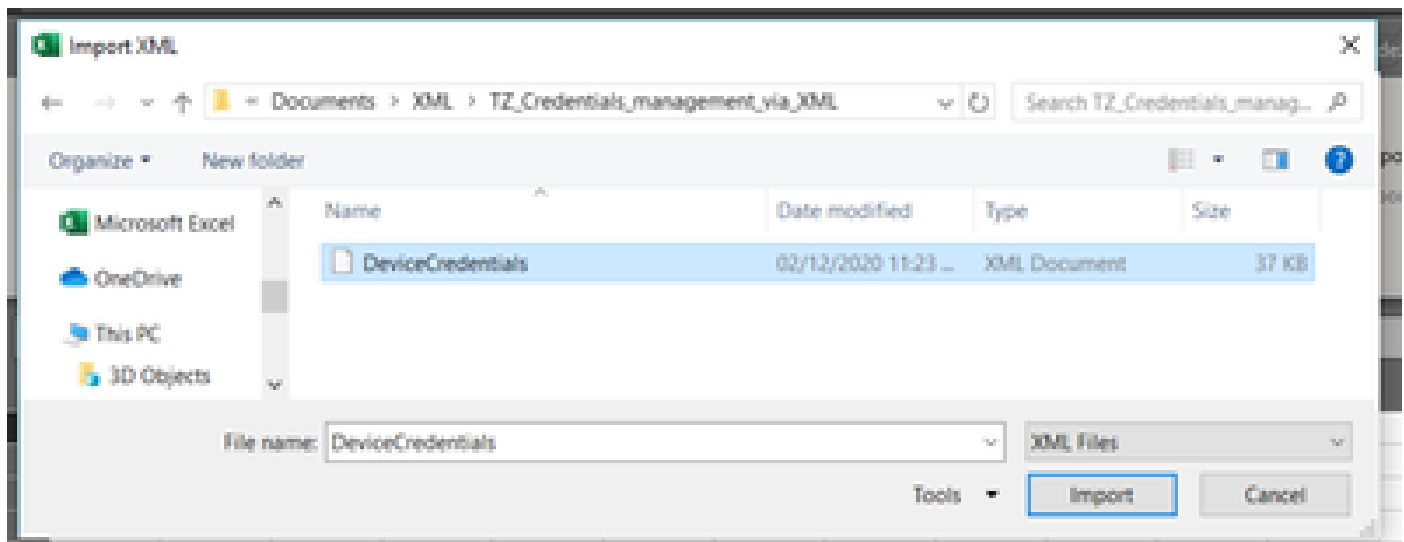 Import XML
« Documents > XML > TZ_Credentials_management_via_XML
Search TZ_Credentials_manag...
Organize New folder
Name Date modified Type Size
Microsoft Excel
DeviceCredentials 02/12/2020 11:23 ... XML Document 37 KB
OneDrive
This PC
3D Objects
File name: DeviceCredentials XML Files
Tools Import Cancel